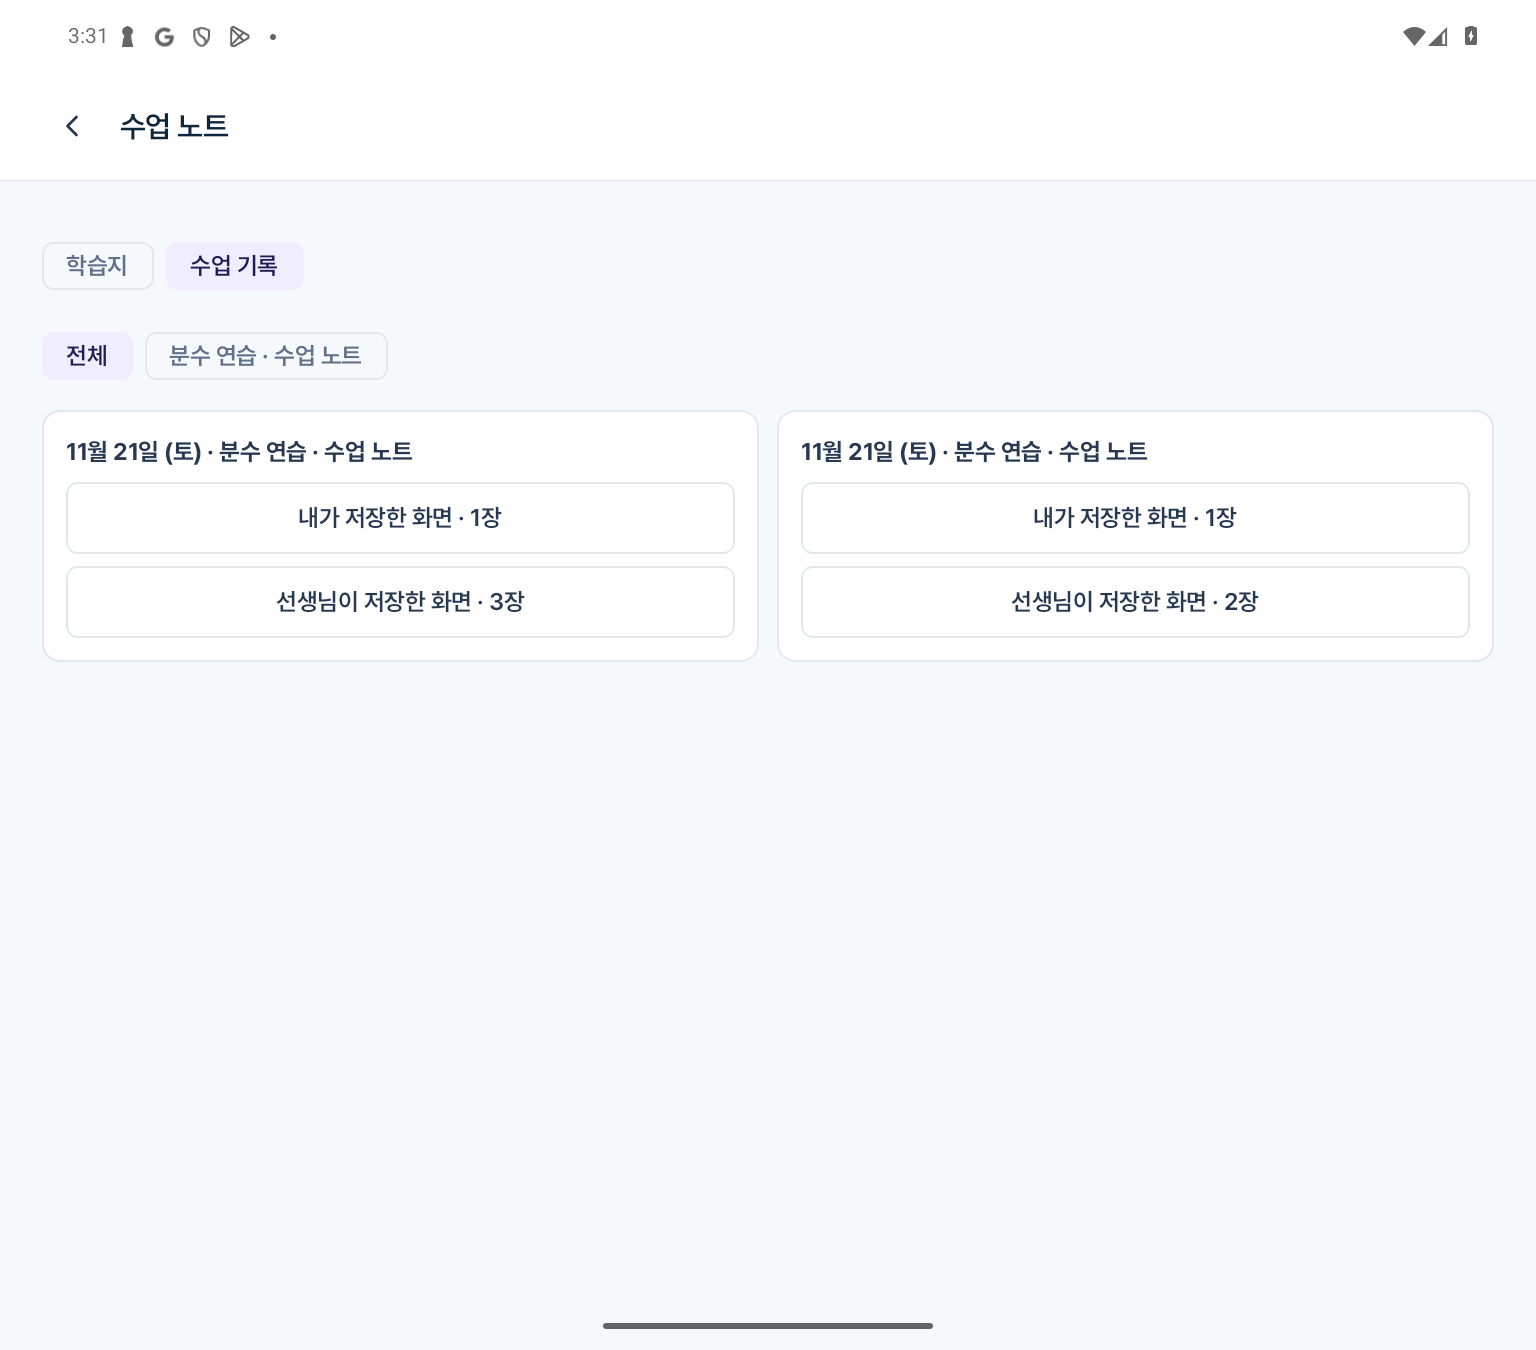 3:31
수업 노트
학습지
수업 기록
전체
분수 연습 · 수업 노트
11월 21일 (토) · 분수 연습 · 수업 노트
내가 저장한 화면 · 1장
선생님이 저장한 화면 · 3장
11월 21일 (토) · 분수 연습 · 수업 노트
내가 저장한 화면 · 1장
선생님이 저장한 화면 · 2장